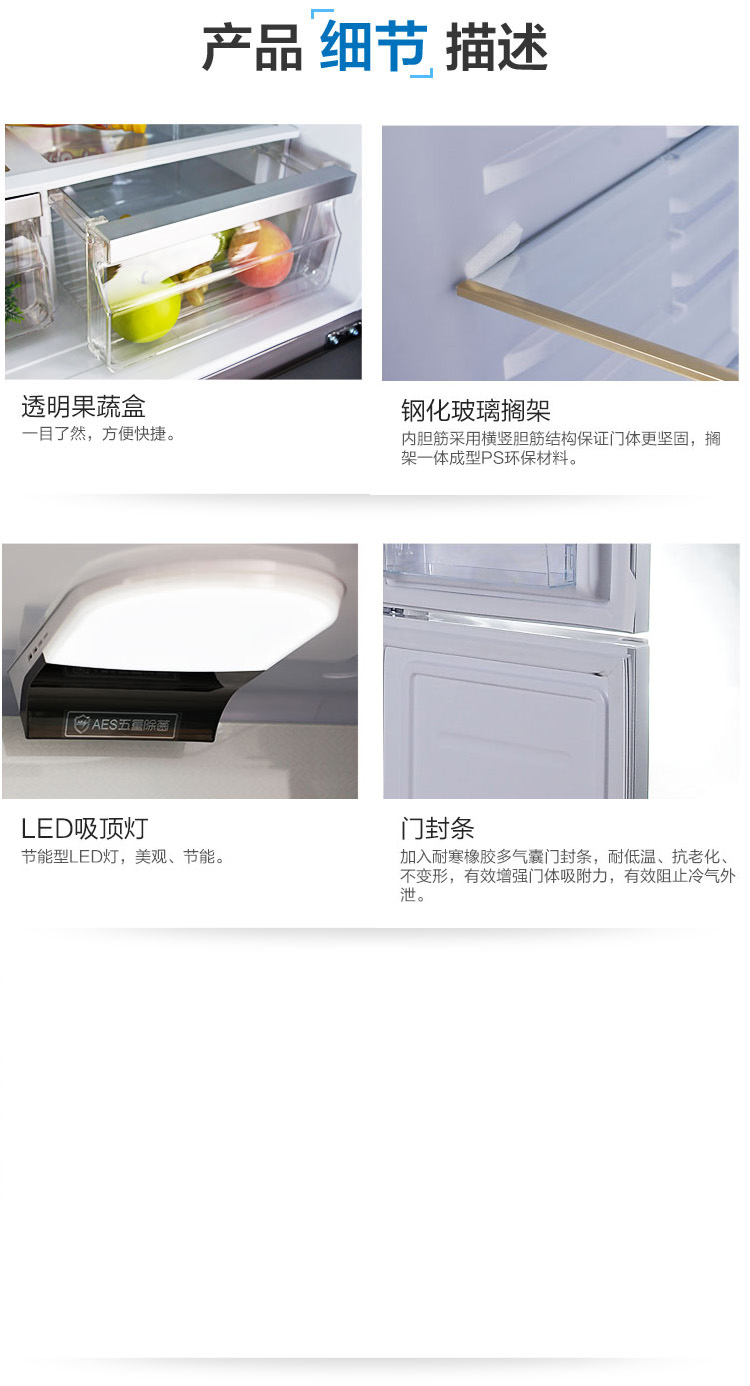 产品 细节 描述
透明果蔬盒
一目了然，方便快捷。
钢化玻璃搁架
内胆筋采用横竖胆筋结构保证门体更坚固，搁
架一体成型PS环保材料。
AES五星除菌
LED吸顶灯
节能型LED灯，美观、节能。
门封条
加入耐寒橡胶多气囊门封条，耐低温、抗老化、
不变形，有效增强门体吸附力，有效阻止冷气外
泄。